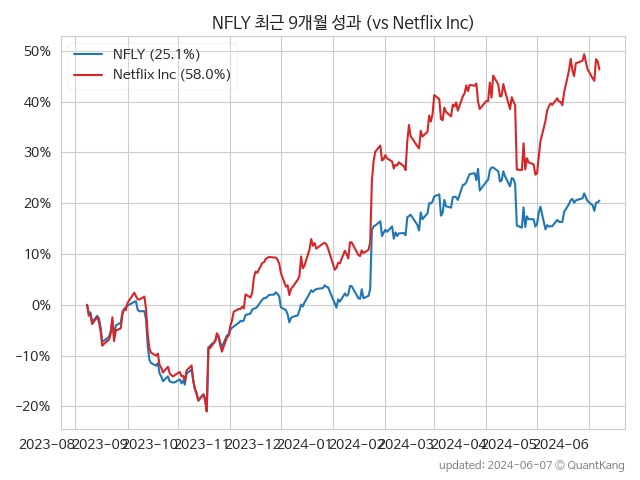 NFLY 최근 9개월 성과 (vs Netflix Inc)
NFLY (25.1%)
Netflix Inc (58.0%)
50%
40%
30%
20%
10%
0%
−10%
−20%
2023-08 2023-09 2023-10 2023-11 2023-12 2024-01 2024-02 2024-03 2024-04 2024-05 2024-06
updated: 2024-06-07 © QuantKang